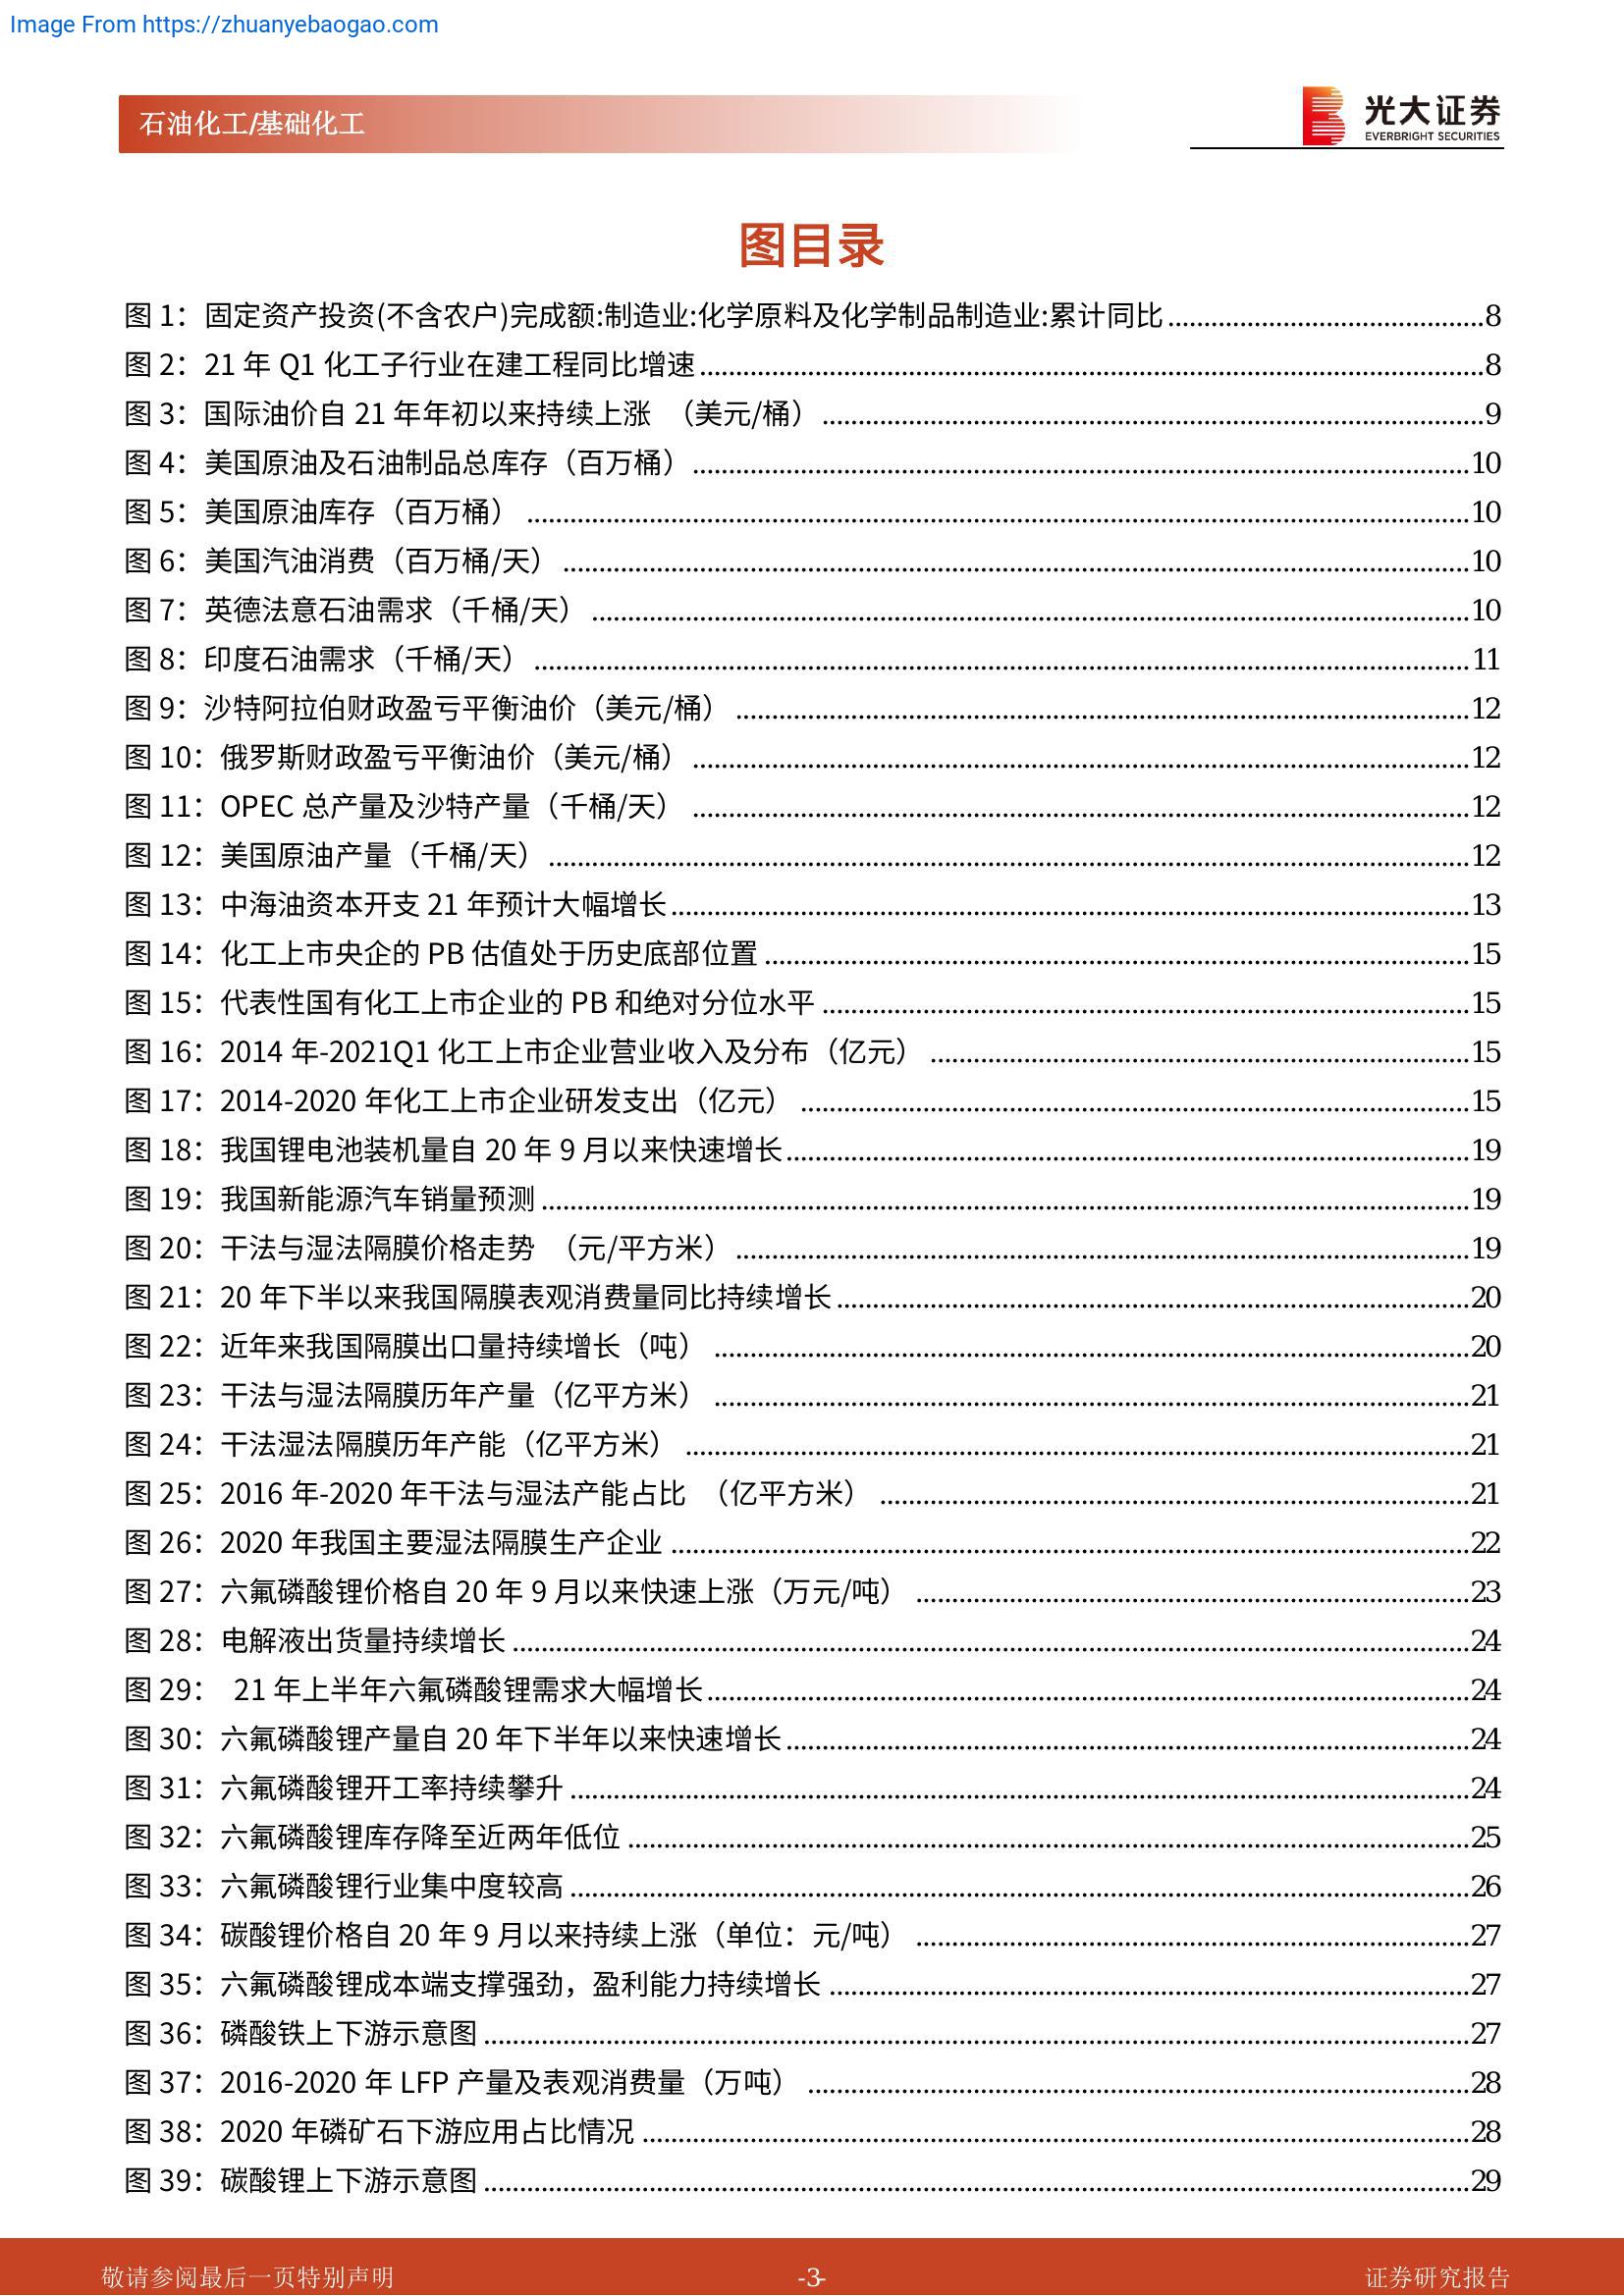 Image From https://zhuanyebaogao.com
石油化工/基础化工
光大证券
EVERBRIGHT SECURITIES
图目录
图 1：固定资产投资(不含农户)完成额:制造业:化学原料及化学制品制造业:累计同比........8
图 2：21 年 Q1 化工子行业在建工程同比增速........8
图 3：国际油价自 21 年年初以来持续上涨 （美元/桶）........9
图 4：美国原油及石油制品总库存（百万桶）........10
图 5：美国原油库存（百万桶）........10
图 6：美国汽油消费（百万桶/天）........10
图 7：英德法意石油需求（千桶/天）........10
图 8：印度石油需求（千桶/天）........11
图 9：沙特阿拉伯财政盈亏平衡油价（美元/桶）........12
图 10：俄罗斯财政盈亏平衡油价（美元/桶）........12
图 11：OPEC 总产量及沙特产量（千桶/天）........12
图 12：美国原油产量（千桶/天）........12
图 13：中海油资本开支 21 年预计大幅增长........13
图 14：化工上市央企的 PB 估值处于历史底部位置........15
图 15：代表性国有化工上市企业的 PB 和绝对分位水平........15
图 16：2014 年-2021Q1 化工上市企业营业收入及分布（亿元）........15
图 17：2014-2020 年化工上市企业研发支出（亿元）........15
图 18：我国锂电池装机量自 20 年 9 月以来快速增长........19
图 19：我国新能源汽车销量预测........19
图 20：干法与湿法隔膜价格走势 （元/平方米）........19
图 21：20 年下半以来我国隔膜表观消费量同比持续增长........20
图 22：近年来我国隔膜出口量持续增长（吨）........20
图 23：干法与湿法隔膜历年产量（亿平方米）........21
图 24：干法湿法隔膜历年产能（亿平方米）........21
图 25：2016 年-2020 年干法与湿法产能占比 （亿平方米）........21
图 26：2020 年我国主要湿法隔膜生产企业........22
图 27：六氟磷酸锂价格自 20 年 9 月以来快速上涨（万元/吨）........23
图 28：电解液出货量持续增长........24
图 29： 21 年上半年六氟磷酸锂需求大幅增长........24
图 30：六氟磷酸锂产量自 20 年下半年以来快速增长........24
图 31：六氟磷酸锂开工率持续攀升........24
图 32：六氟磷酸锂库存降至近两年低位........25
图 33：六氟磷酸锂行业集中度较高........26
图 34：碳酸锂价格自 20 年 9 月以来持续上涨（单位：元/吨）........27
图 35：六氟磷酸锂成本端支撑强劲，盈利能力持续增长........27
图 36：磷酸铁上下游示意图........27
图 37：2016-2020 年 LFP 产量及表观消费量（万吨）........28
图 38：2020 年磷矿石下游应用占比情况........28
图 39：碳酸锂上下游示意图........29
敬请参阅最后一页特别声明
-3-
证券研究报告